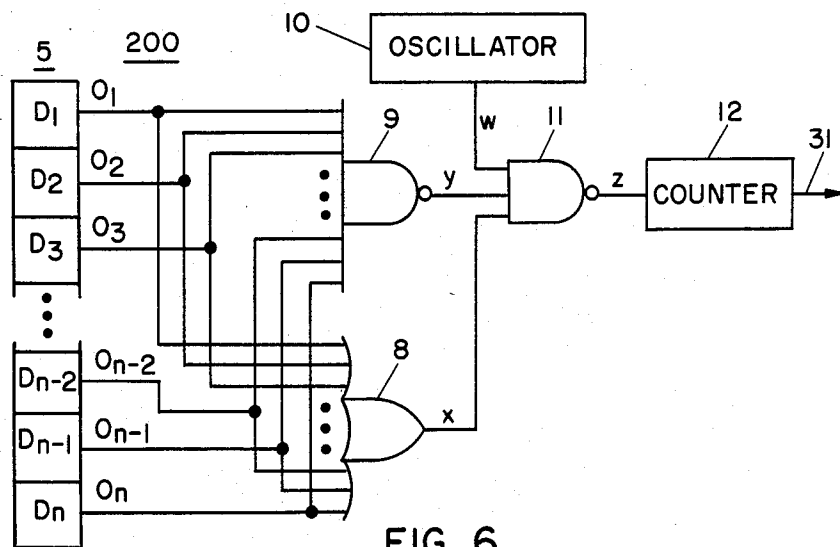 5
200
10
OSCILLATOR
D1
O1
D2
O2
D3
O3
9
y
w
11
z
12
COUNTER
31
Dn-2
On-2
Dn-1
On-1
Dn
On
8
x
FIG. 6